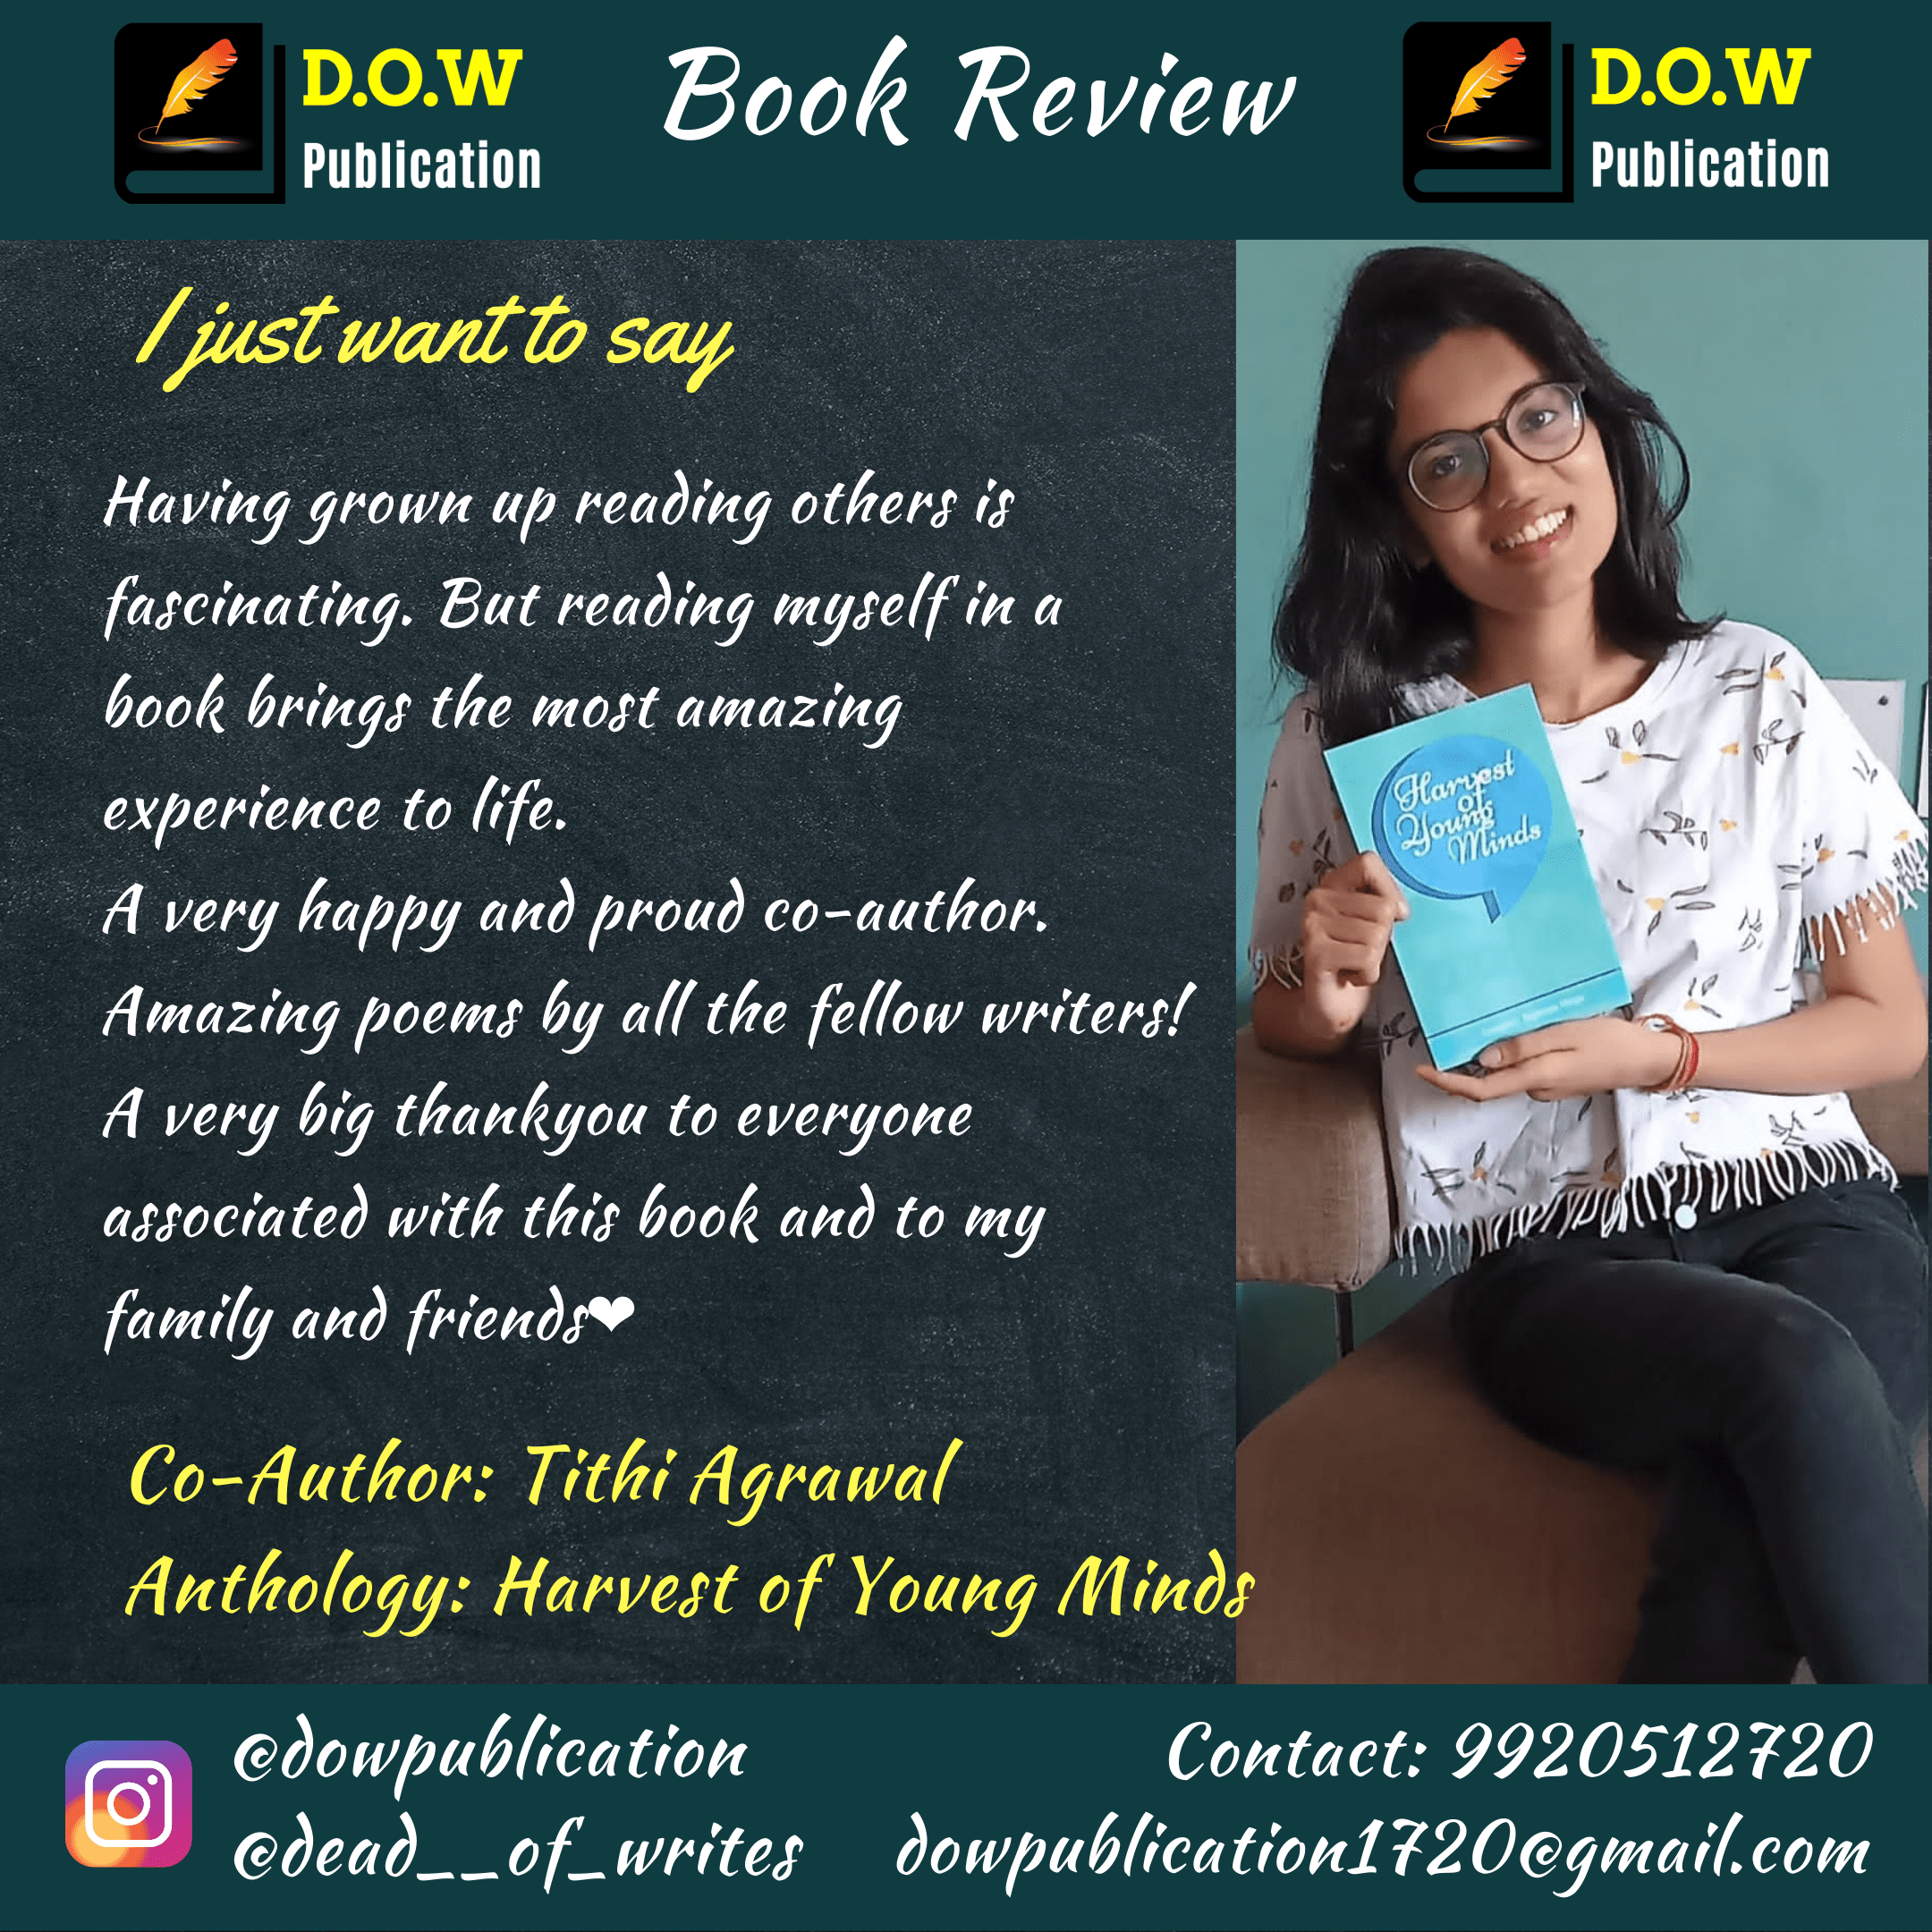 D.O.W
Publication
Book Review
D.O.W
Publication
I just want to say
Having grown up reading others is
fascinating. But reading myself in a
book brings the most amazing
experience to life.
A very happy and proud co-author.
Amazing poems by all the fellow writers!
A very big thankyou to everyone
associated with this book and to my
family and friends❤
Co-Author: Tithi Agrawal
Anthology: Harvest of Young Minds
Harvest
of
Young
Minds
@dowpublication
@dead__of_writes
Contact: 9920512720
dowpublication1720@gmail.com